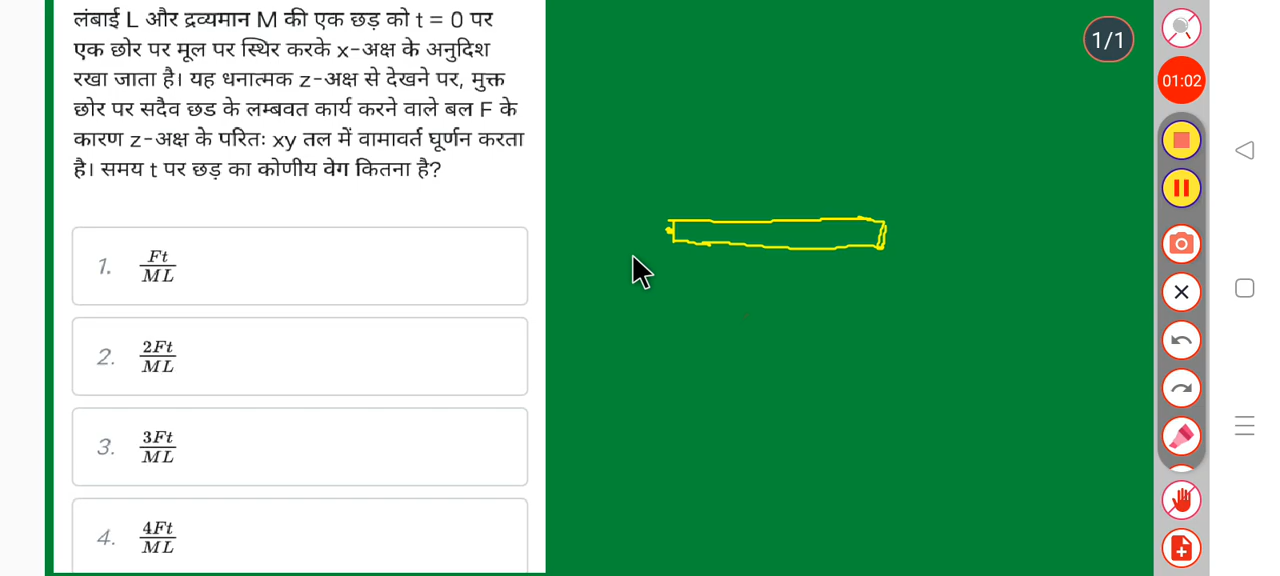 लंबाई L और द्रव्यमान M की एक छड़ को t = 0 पर
एक छोर पर मूल पर स्थिर करके x-अक्ष के अनुदिश
रखा जाता है। यह धनात्मक z-अक्ष से देखने पर, मुक्त
छोर पर सदैव छड के लम्बवत कार्य करने वाले बल F के
कारण z-अक्ष के परितः xy तल में वामावर्त घूर्णन करता
है। समय t पर छड़ का कोणीय वेग कितना है?
1. Ft/ML
2. 2Ft/ML
3. 3Ft/ML
4. 4Ft/ML
1/1
01:02